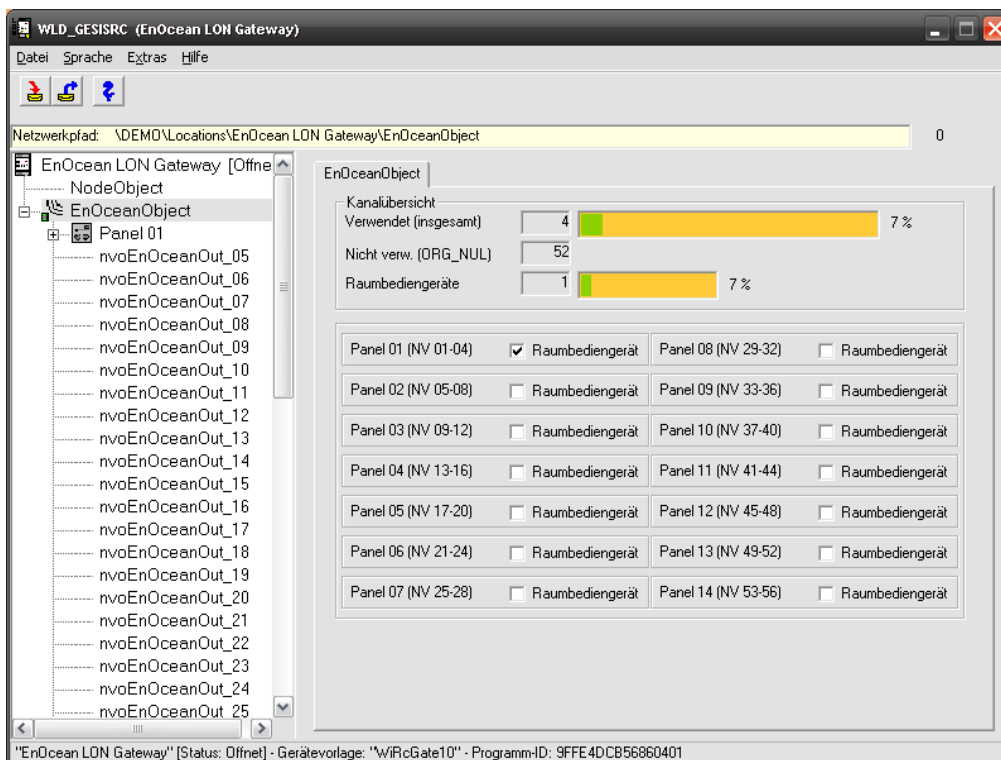 WLD_GESISRC (EnOcean LON Gateway)
Datei Sprache Extras Hilfe
Netzwerkpfad: \DEMO\Locations\EnOcean LON Gateway\EnOceanObject 0
EnOcean LON Gateway [Offne
NodeObject
EnOceanObject
Panel 01
nvoEnOceanOut_05
nvoEnOceanOut_06
nvoEnOceanOut_07
nvoEnOceanOut_08
nvoEnOceanOut_09
nvoEnOceanOut_10
nvoEnOceanOut_11
nvoEnOceanOut_12
nvoEnOceanOut_13
nvoEnOceanOut_14
nvoEnOceanOut_15
nvoEnOceanOut_16
nvoEnOceanOut_17
nvoEnOceanOut_18
nvoEnOceanOut_19
nvoEnOceanOut_20
nvoEnOceanOut_21
nvoEnOceanOut_22
nvoEnOceanOut_23
nvoEnOceanOut_24
nvoEnOceanOut_25
EnOceanObject
Kanalübersicht
Verwendet (insgesamt) 4 7 %
Nicht verw. (ORG_NUL) 52
Raumbediengeräte 1 7 %
Panel 01 (NV 01-04) Raumbediengerät Panel 08 (NV 29-32) Raumbediengerät
Panel 02 (NV 05-08) Raumbediengerät Panel 09 (NV 33-36) Raumbediengerät
Panel 03 (NV 09-12) Raumbediengerät Panel 10 (NV 37-40) Raumbediengerät
Panel 04 (NV 13-16) Raumbediengerät Panel 11 (NV 41-44) Raumbediengerät
Panel 05 (NV 17-20) Raumbediengerät Panel 12 (NV 45-48) Raumbediengerät
Panel 06 (NV 21-24) Raumbediengerät Panel 13 (NV 49-52) Raumbediengerät
Panel 07 (NV 25-28) Raumbediengerät Panel 14 (NV 53-56) Raumbediengerät
"EnOcean LON Gateway" [Status: Offnet] - Gerätevorlage: "WiRcGate10" - Programm-ID: 9FFE4DCB56860401